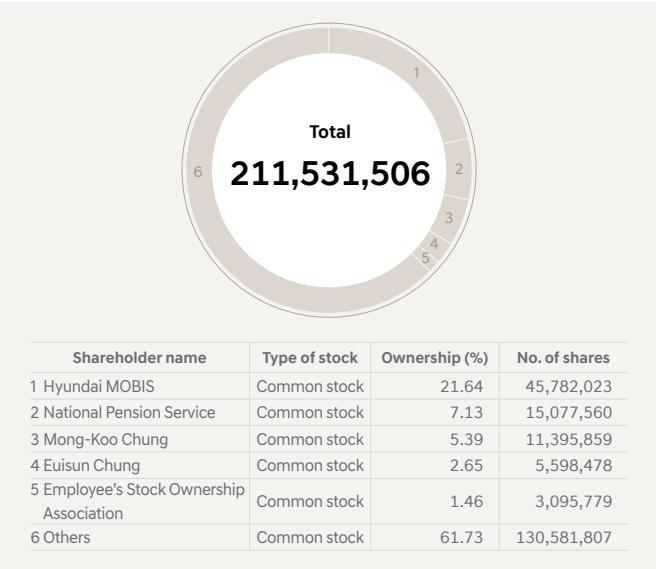 1
Total
211,531,506
2
6
3
4
5
Shareholder name Type of stock Ownership (%) No. of shares
1 Hyundai MOBIS Common stock 21.64 45,782,023
2 National Pension Service Common stock 7.13 15,077,560
3 Mong-Koo Chung Common stock 5.39 11,395,859
4 Euisun Chung Common stock 2.65 5,598,478
5 Employee’s Stock Ownership
Association Common stock 1.46 3,095,779
6 Others Common stock 61.73 130,581,807